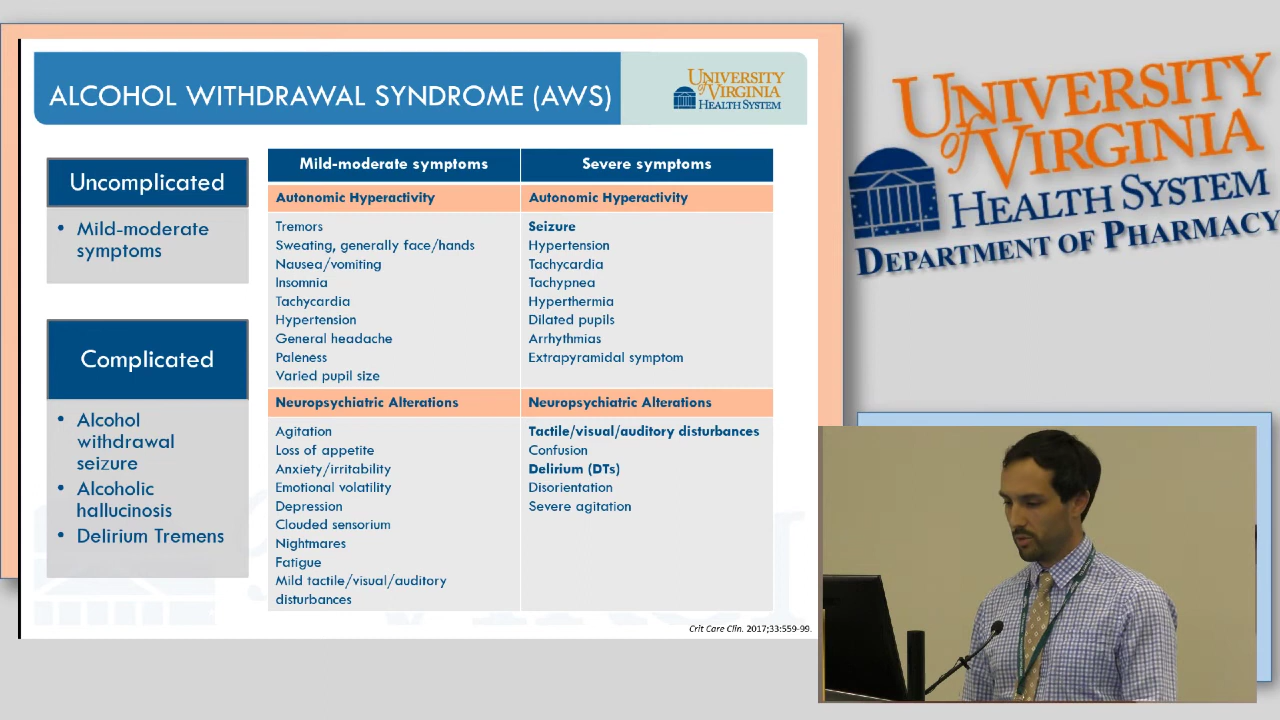 ALCOHOL WITHDRAWAL SYNDROME (AWS)
UNIVERSITY
of VIRGINIA
HEALTH SYSTEM
Uncomplicated
• Mild-moderate
symptoms
Complicated
• Alcohol
withdrawal
seizure
• Alcoholic
hallucinosis
• Delirium Tremens
Mild-moderate symptoms
Autonomic Hyperactivity
Tremors
Sweating, generally face/hands
Nausea/vomiting
Insomnia
Tachycardia
Hypertension
General headache
Paleness
Varied pupil size
Neuropsychiatric Alterations
Agitation
Loss of appetite
Anxiety/irritability
Emotional volatility
Depression
Clouded sensorium
Nightmares
Fatigue
Mild tactile/visual/auditory
disturbances
Severe symptoms
Autonomic Hyperactivity
Seizure
Hypertension
Tachycardia
Tachypnea
Hyperthermia
Dilated pupils
Arrhythmias
Extrapyramidal symptom
Neuropsychiatric Alterations
Tactile/visual/auditory disturbances
Confusion
Delirium (DTs)
Disorientation
Severe agitation
Crit Care Clin. 2017;33:559-99.
UNIVERSITY
of VIRGINIA
HEALTH SYSTEM
DEPARTMENT OF PHARMACY